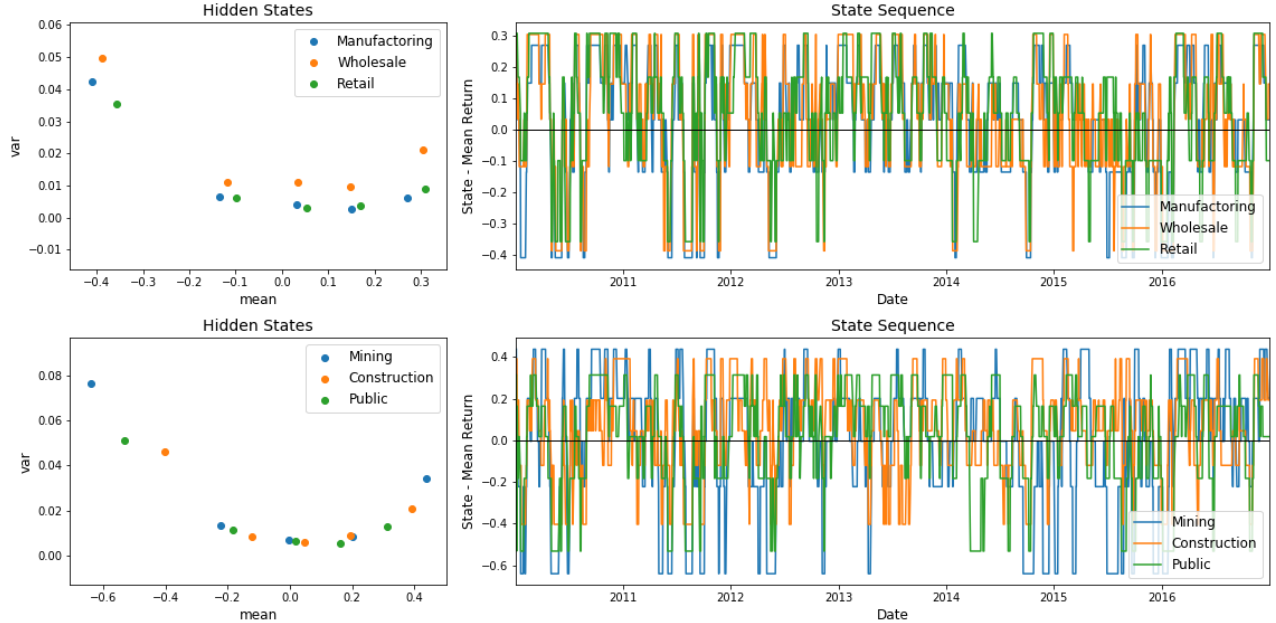 Hidden States
0.06
0.05
0.04
0.03
0.02
0.01
0.00
−0.01
var
−0.4 −0.3 −0.2 −0.1 0.0 0.1 0.2 0.3
mean
Manufactoring
Wholesale
Retail
State Sequence
0.3
0.2
0.1
0.0
−0.1
−0.2
−0.3
−0.4
State - Mean Return
2011 2012 2013 2014 2015 2016
Date
Manufactoring
Wholesale
Retail
Hidden States
0.08
0.06
0.04
0.02
0.00
var
−0.6 −0.4 −0.2 0.0 0.2 0.4
mean
Mining
Construction
Public
State Sequence
0.4
0.2
0.0
−0.2
−0.4
−0.6
State - Mean Return
2011 2012 2013 2014 2015 2016
Date
Mining
Construction
Public